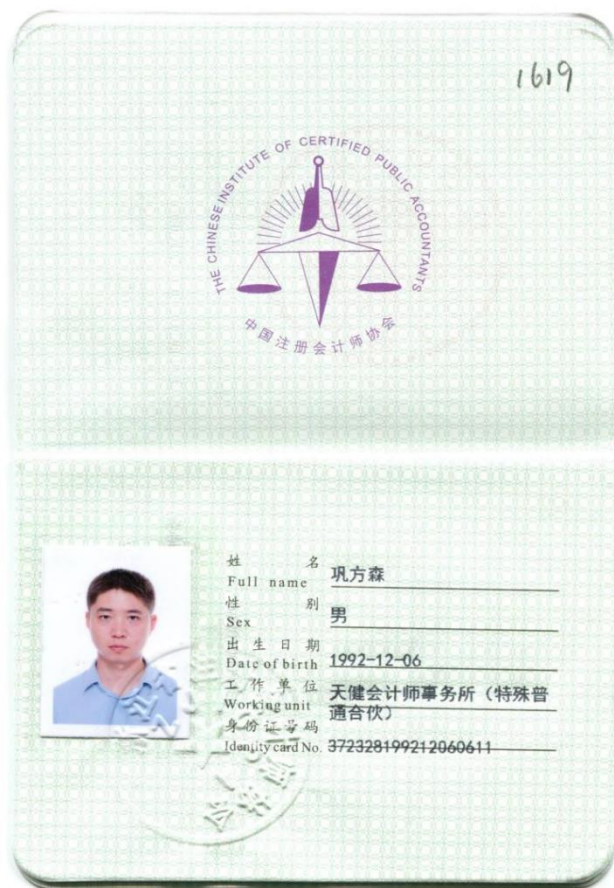 1619
THE CHINESE INSTITUTE OF CERTIFIED PUBLIC ACCOUNTANTS
中国注册会计师协会
姓 名
Full name 巩方森
性 别
Sex 男
出生日期
Date of birth 1992-12-06
工作单位 天健会计师事务所（特殊普
Working unit 通合伙）
身份证号码
Identity card No. 372328199212060611